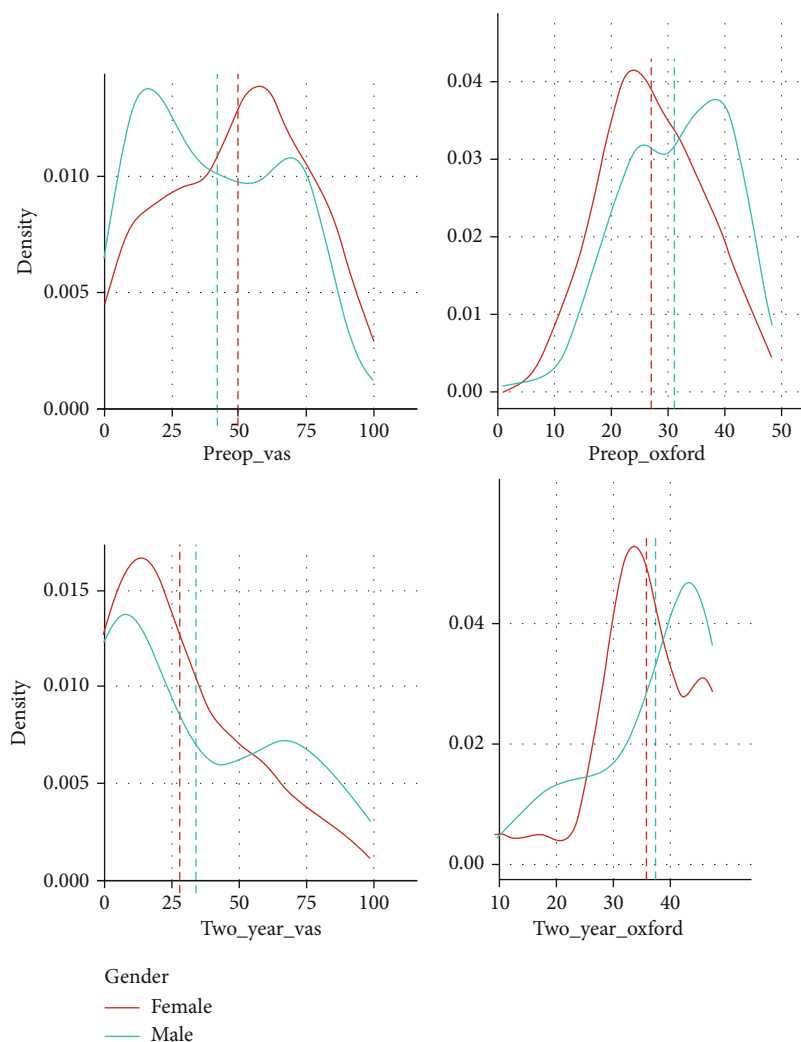 Density
0.010
0.005
0.000
0 25 50 75 100
Preop_vas
0.04
0.03
0.02
0.01
0.00
0 10 20 30 40 50
Preop_oxford
Density
0.015
0.010
0.005
0.000
0 25 50 75 100
Two_year_vas
0.04
0.02
0.00
10 20 30 40
Two_year_oxford
Gender
Female
Male